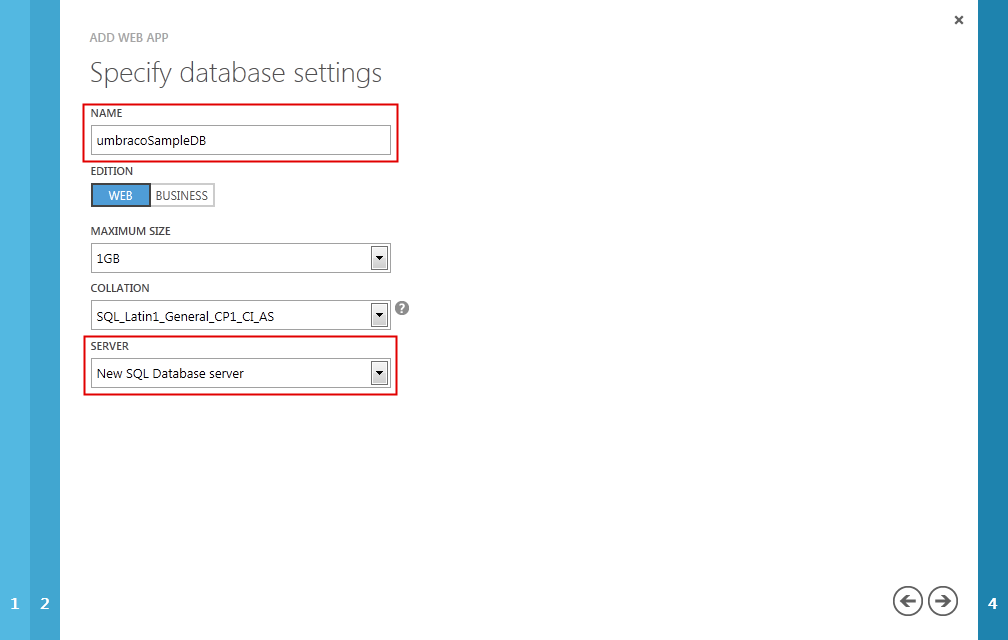 ADD WEB APP
Specify database settings
NAME
umbracoSampleDB
EDITION
WEB BUSINESS
MAXIMUM SIZE
1GB
COLLATION
SQL_Latin1_General_CP1_CI_AS
?
SERVER
New SQL Database server
1 2 4